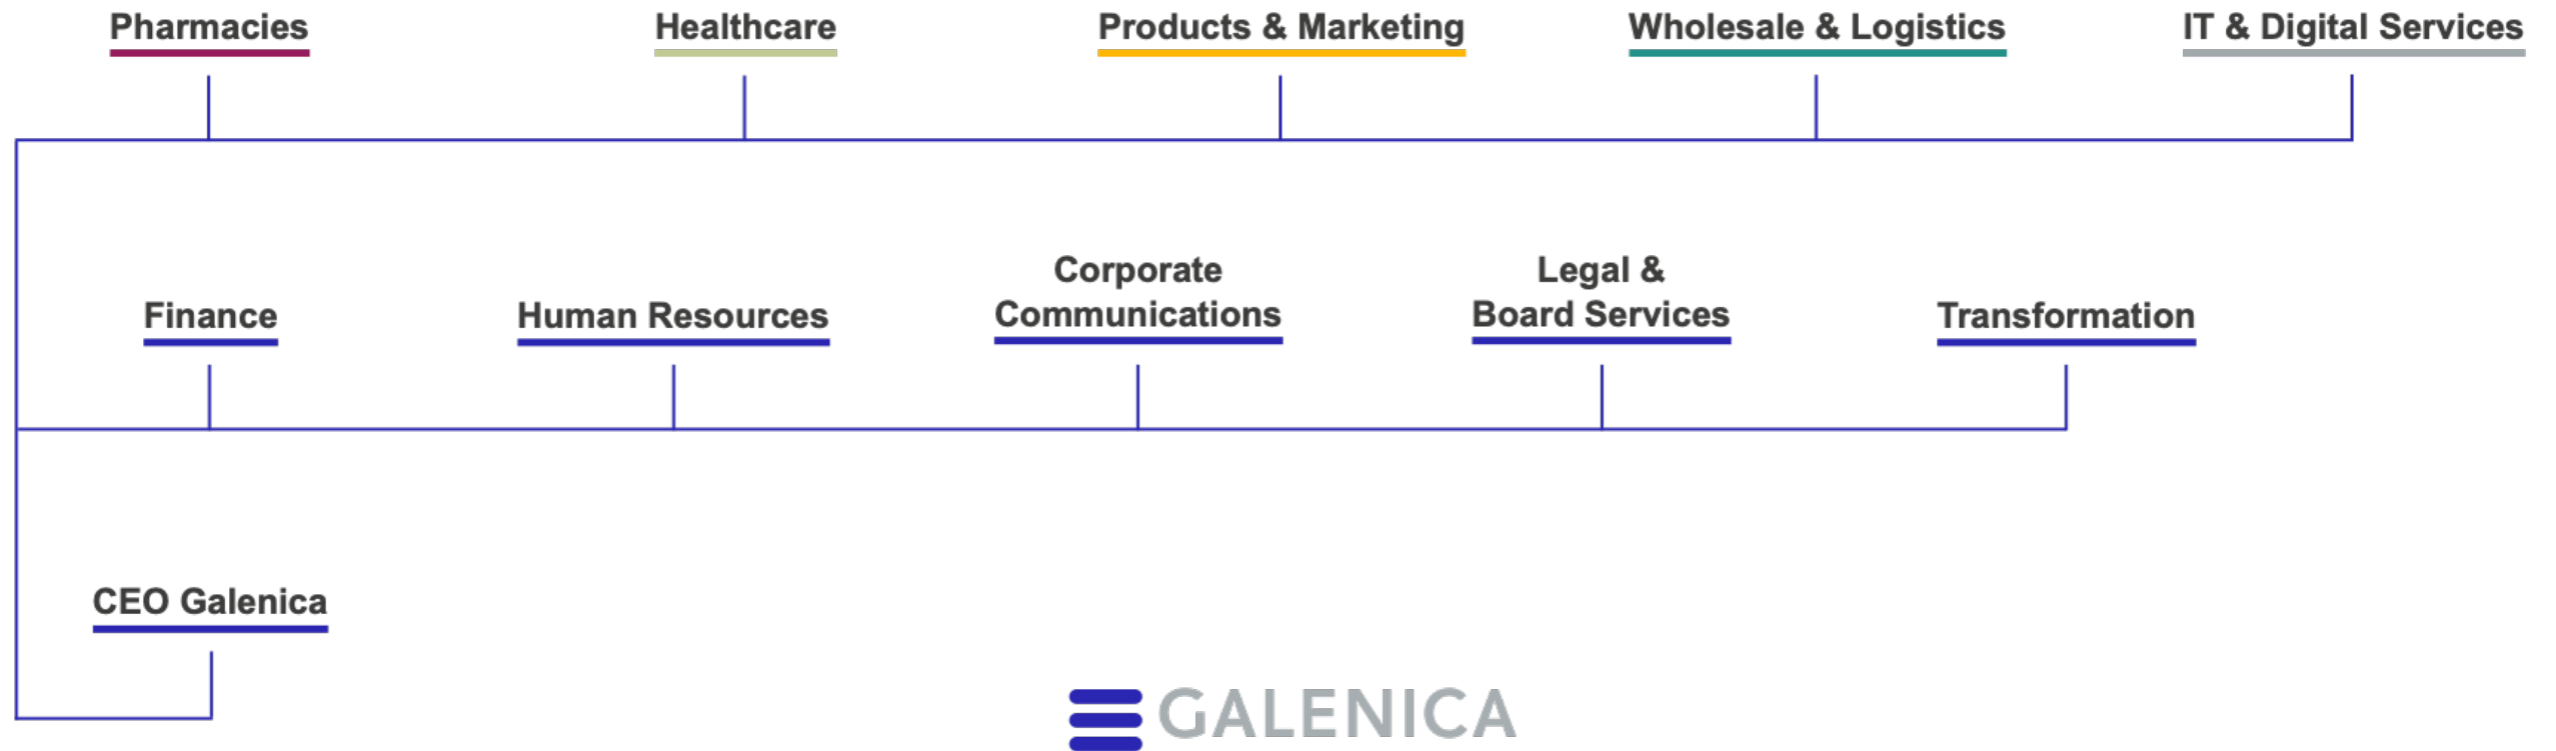 Pharmacies
Healthcare
Products & Marketing
Wholesale & Logistics
IT & Digital Services
Finance
Human Resources
Corporate
Communications
Legal &
Board Services
Transformation
CEO Galenica
GALENICA